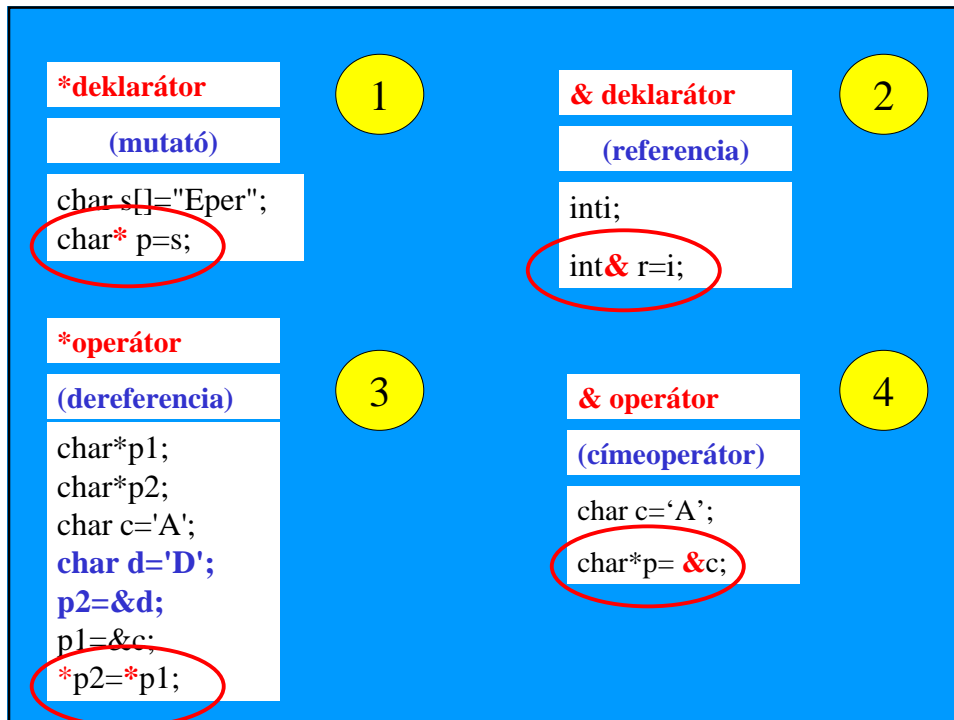 *deklarátor
1
(mutató)
char s[]="Eper";
char* p=s;
& deklarátor
2
(referencia)
inti;
int& r=i;
*operátor
3
(dereferencia)
char*p1;
char*p2;
char c='A';
char d='D';
p2=&d;
p1=&c;
*p2=*p1;
& operátor
4
(címeoperátor)
char c=‘A’;
char*p= &c;